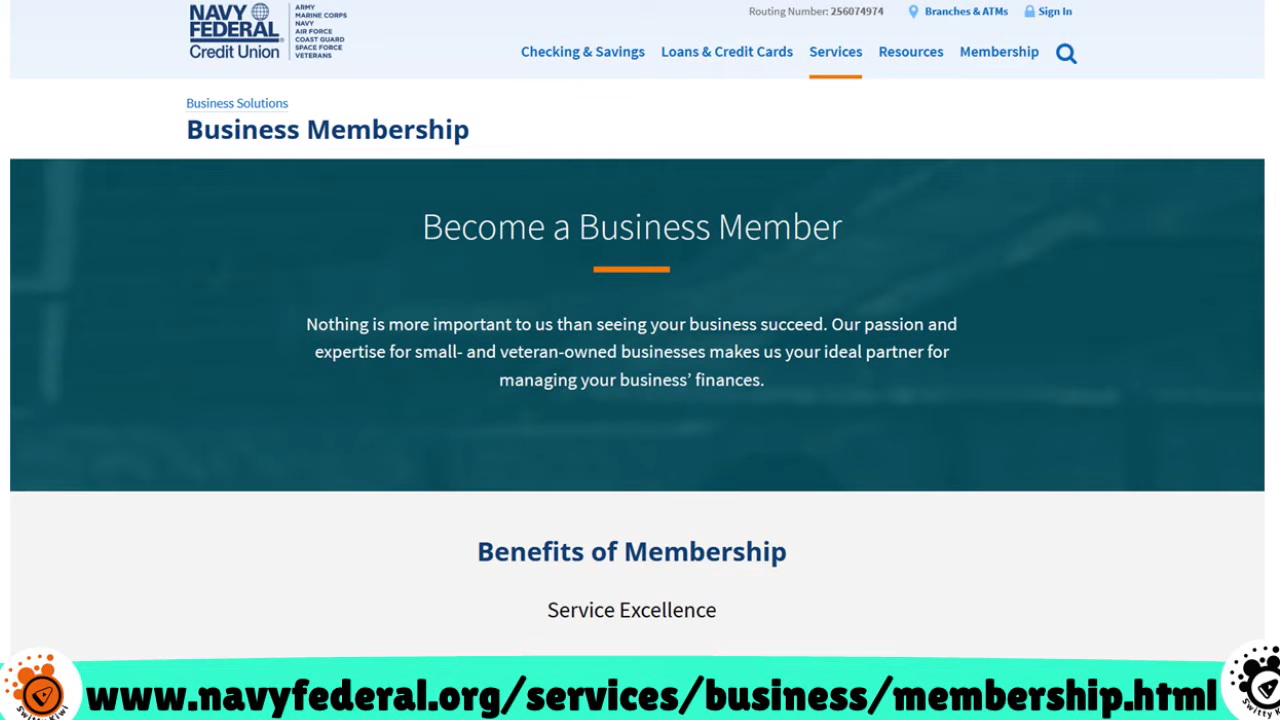 NAVY
FEDERAL
Credit Union
ARMY
MARINE CORPS
NAVY
AIR FORCE
COAST GUARD
SPACE FORCE
VETERANS
Routing Number: 256074974
Branches & ATMs
Sign In
Checking & Savings
Loans & Credit Cards
Services
Resources
Membership
Business Solutions
Business Membership
Become a Business Member
Nothing is more important to us than seeing your business succeed. Our passion and
expertise for small- and veteran-owned businesses makes us your ideal partner for
managing your business’ finances.
Benefits of Membership
Service Excellence
www.navyfederal.org/services/business/membership.html
Switty Kiwi
Switty Kiwi